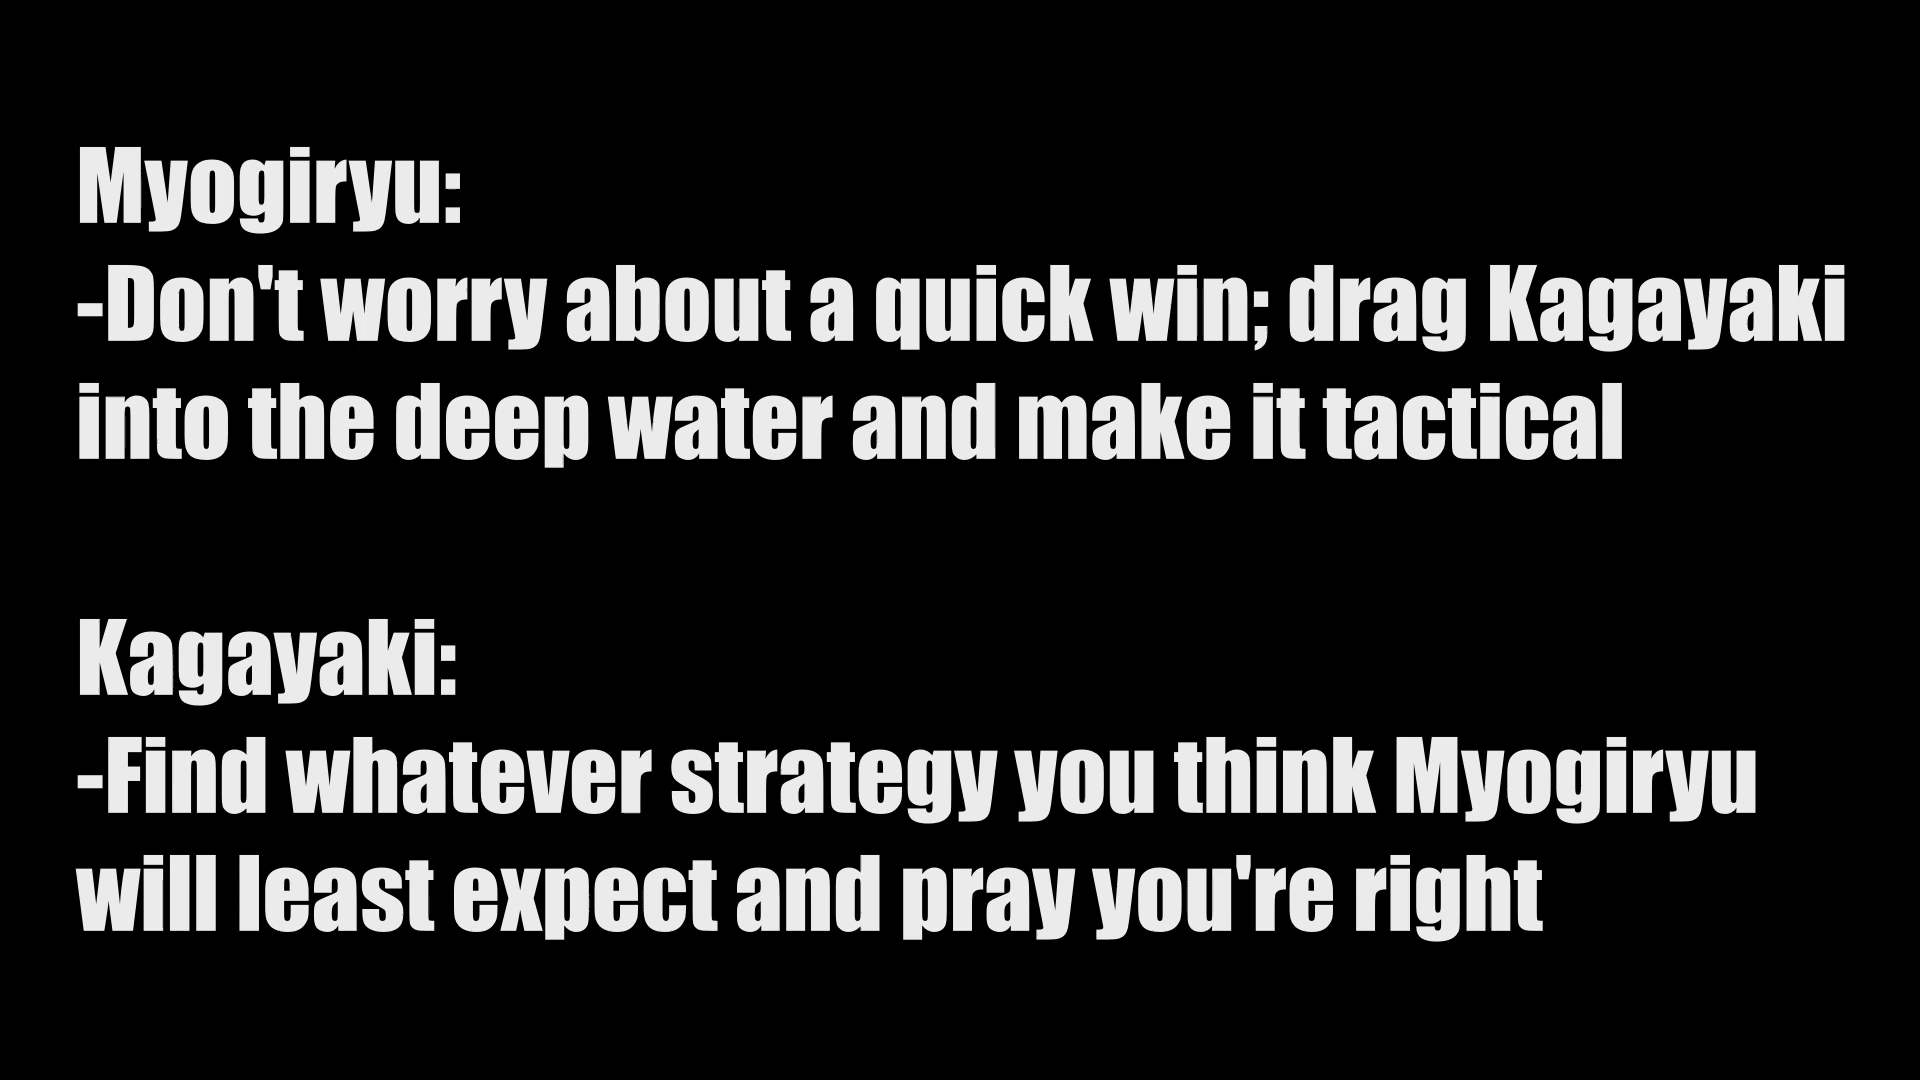 Myogiryu:
-Don't worry about a quick win; drag Kagayaki
into the deep water and make it tactical
Kagayaki:
-Find whatever strategy you think Myogiryu
will least expect and pray you're right